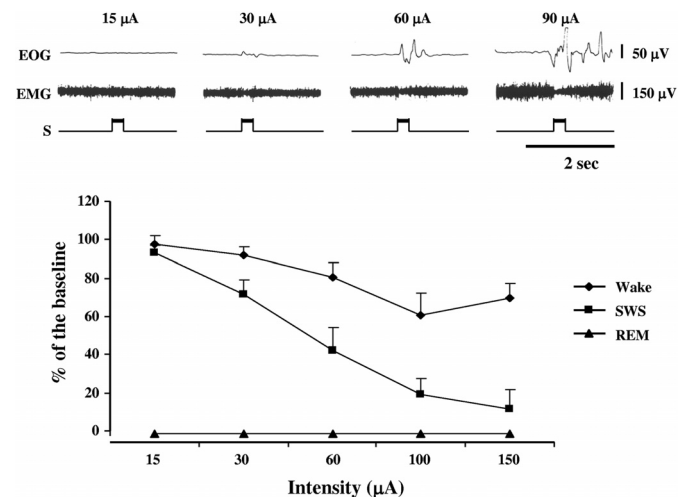 15 μA 30 μA 60 μA 90 μA
EOG 50 μV
EMG 150 μV
S
2 sec
120
100
80
60
40
20
0
% of the baseline
Wake
SWS
REM
15 30 60 100 150
Intensity (μA)